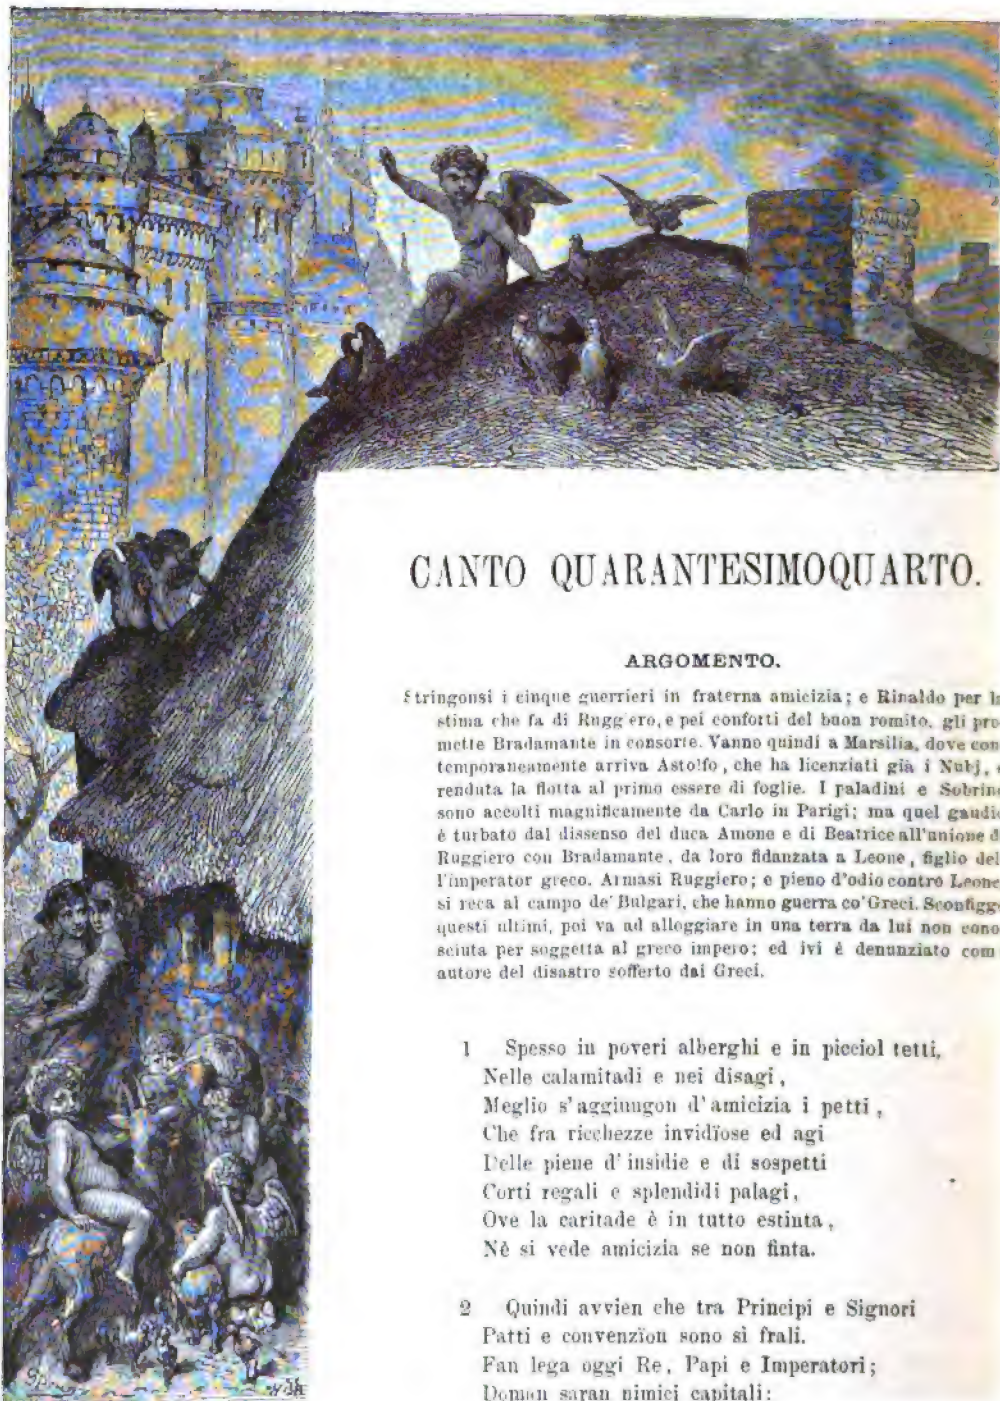 CANTO QUARANTESIMOQUARTO.
ARGOMENTO.
Stringonsi i cinque guerrieri in fraterna amicizia; e Rinaldo per l
stima che fa di Ruggero, e pei conforti del buon romito, gli pro
mette Bradamante in consorte. Vanno quindi a Marsilia, dove con
temporaneamente arriva Astolfo, che ha licenziati già i Nubj, e
renduta la flotta al primo essere di foglie. I paladini e Sobrino
sono accolti magnificamente da Carlo in Parigi; ma quel gaudio
è turbato dal dissenso del duca Amone e di Beatrice all'unione d
Ruggiero con Bradamante, da loro fidanzata a Leone, figlio del
l'imperator greco. Armasi Ruggiero; e pieno d'odio contro Leone
si reca al campo de' Bulgari, che hanno guerra co'Greci. Sconfigge
questi ultimi, poi va ad alloggiare in una terra da lui non cono
sciuta per soggetta al greco impero; ed ivi è denunziato com
autore del disastro sofferto dai Greci.
1 Spesso in poveri alberghi e in picciol tetti,
Nelle calamitadi e nei disagi,
Meglio s'aggiungon d'amicizia i petti,
Che fra ricchezze invidïose ed agi
Delle piene d'insidie e di sospetti
Corti regali e splendidi palagi,
Ove la caritade è in tutto estinta,
Nè si vede amicizia se non finta.
2 Quindi avvien che tra Principi e Signori
Patti e convenzïon sono sì frali.
Fan lega oggi Re, Papi e Imperatori;
Doman saran nimici capitali: